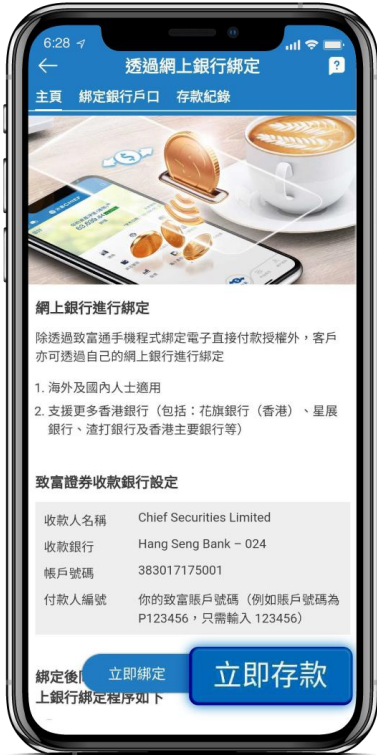 6:28
透過網上銀行綁定
?
主頁 綁定銀行戶口 存款紀錄
網上銀行進行綁定
除透過致富通手機程式綁定電子直接付款授權外，客戶
亦可透過自己的網上銀行進行綁定
1. 海外及國內人士適用
2. 支援更多香港銀行（包括：花旗銀行（香港）、星展
銀行、渣打銀行及香港主要銀行等）
致富證券收款銀行設定
收款人名稱 Chief Securities Limited
收款銀行 Hang Seng Bank – 024
帳戶號碼 383017175001
付款人編號 你的致富賬戶號碼（例如賬戶號碼為
P123456，只需輸入 123456）
綁定後
立即綁定
立即存款
上銀行綁定程序如下